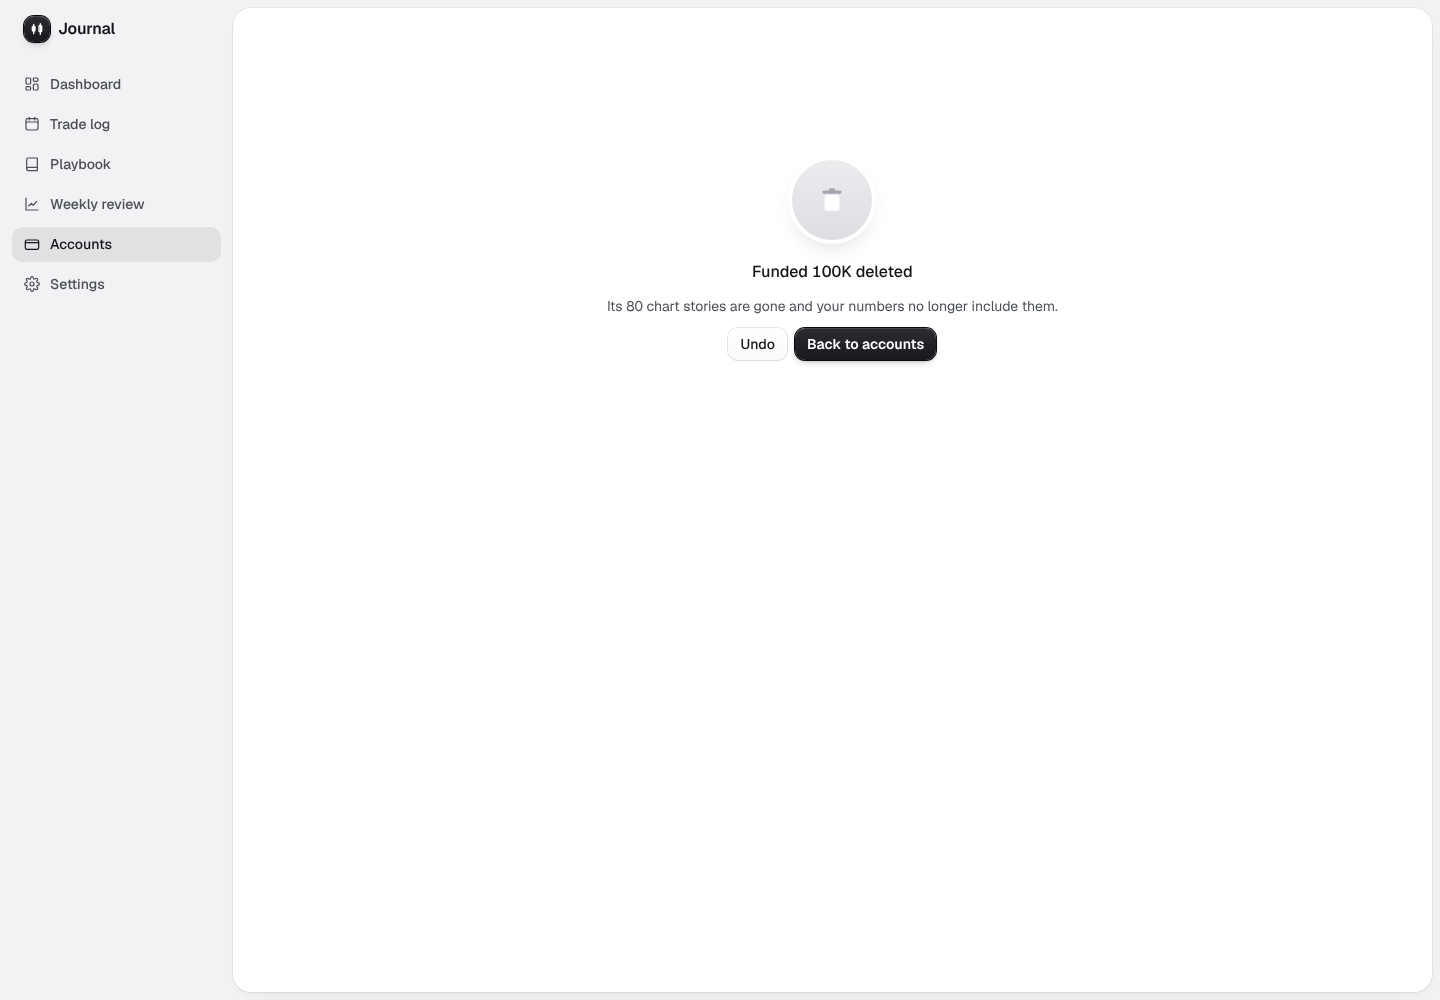 Journal
Dashboard
Trade log
Playbook
Weekly review
Accounts
Settings
Funded 100K deleted
Its 80 chart stories are gone and your numbers no longer include them.
Undo
Back to accounts